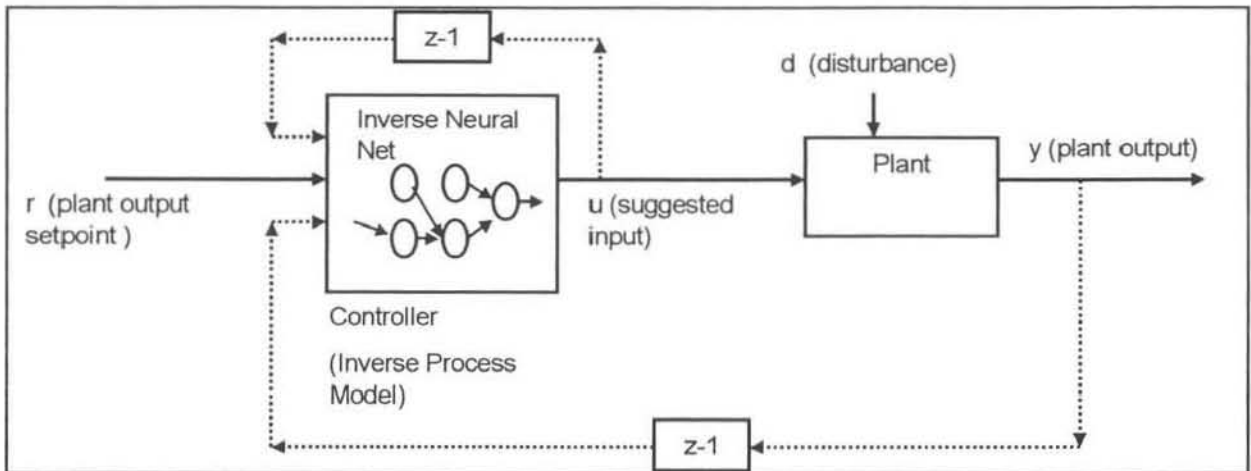 z-1
d (disturbance)
Inverse Neural
Net
Plant
y (plant output)
r (plant output
setpoint )
u (suggested
input)
Controller
(Inverse Process
Model)
z-1